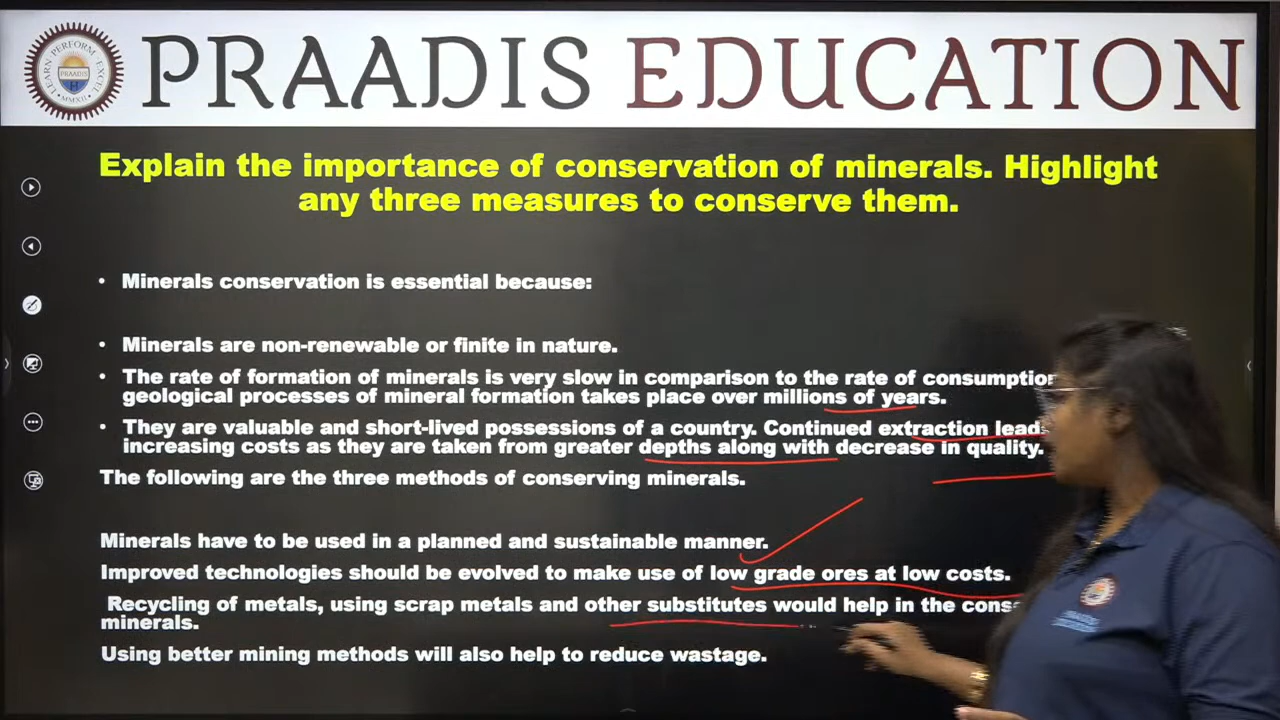 LEARN PERFORM EXCEL
PRAADIS
MMXII
PRAADIS EDUCATION
Explain the importance of conservation of minerals. Highlight
any three measures to conserve them.
• Minerals conservation is essential because:
• Minerals are non-renewable or finite in nature.
• The rate of formation of minerals is very slow in comparison to the rate of
geological processes of mineral formation takes place over millions of years.
• They are valuable and short-lived possessions of a country. Continued extraction
increasing costs as they are taken from greater depths along with decrease in quality.
The following are the three methods of conserving minerals.
Minerals have to be used in a planned and sustainable manner.
Improved technologies should be evolved to make use of low grade ores at low costs.
Recycling of metals, using scrap metals and other substitutes would help in the
minerals.
Using better mining methods will also help to reduce wastage.